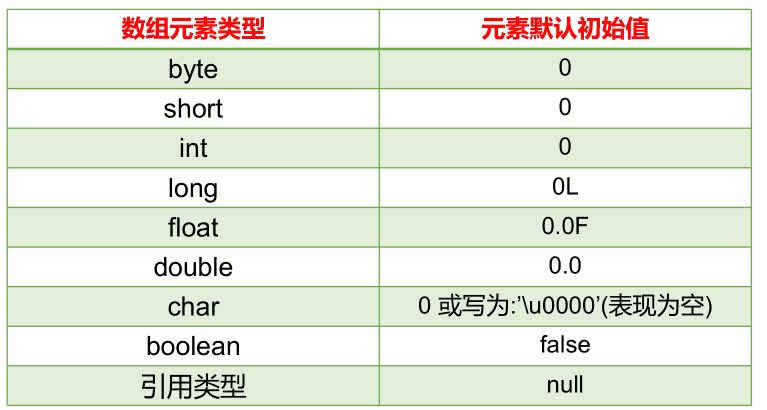 数组元素类型 元素默认初始值
byte 0
short 0
int 0
long 0L
float 0.0F
double 0.0
char 0 或写为:’\u0000’(表现为空)
boolean false
引用类型 null